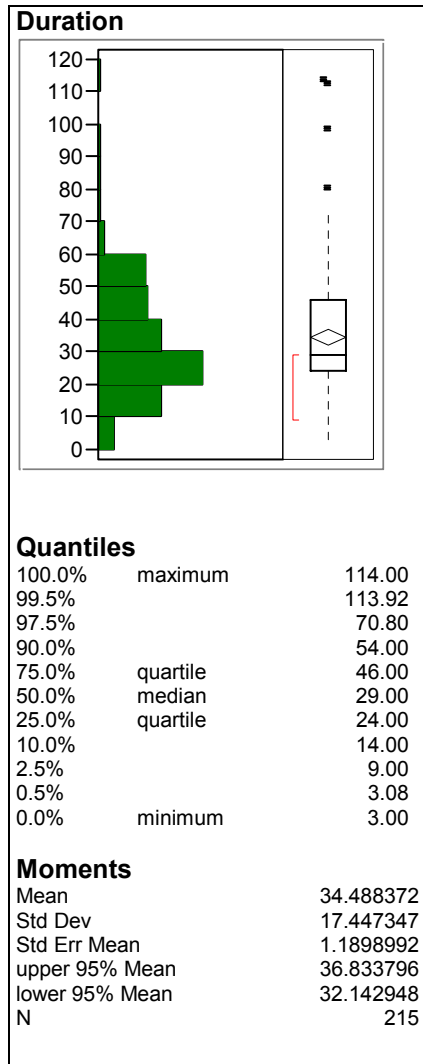 Duration
120
110
100
90
80
70
60
50
40
30
20
10
0
Quantiles
100.0% maximum 114.00
99.5% 113.92
97.5% 70.80
90.0% 54.00
75.0% quartile 46.00
50.0% median 29.00
25.0% quartile 24.00
10.0% 14.00
2.5% 9.00
0.5% 3.08
0.0% minimum 3.00
Moments
Mean 34.488372
Std Dev 17.447347
Std Err Mean 1.1898992
upper 95% Mean 36.833796
lower 95% Mean 32.142948
N 215